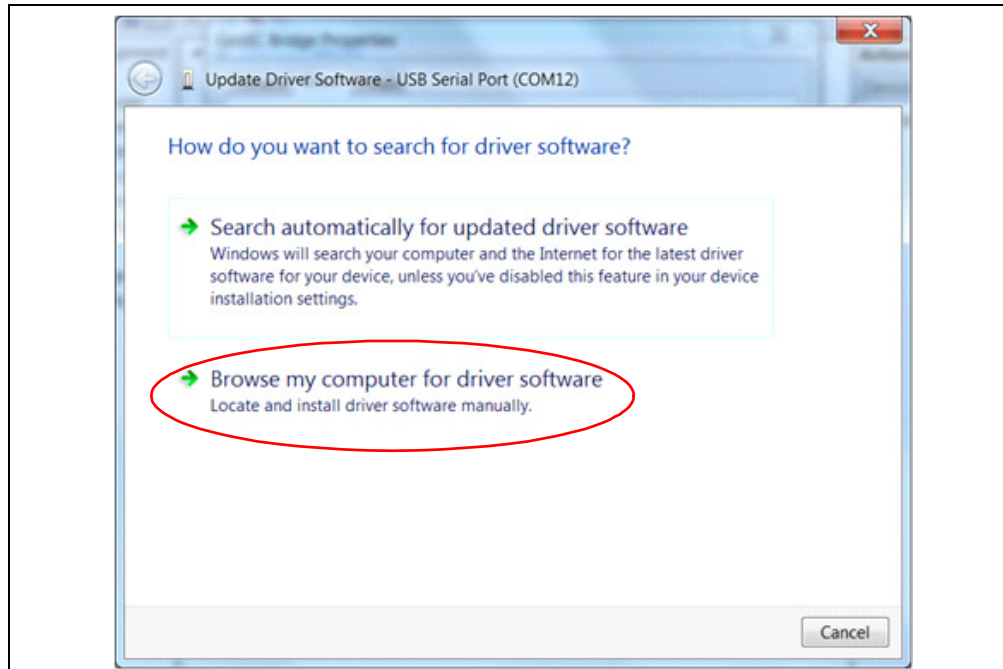 Bridge Properties
Update Driver Software - USB Serial Port (COM12)
How do you want to search for driver software?
Search automatically for updated driver software
Windows will search your computer and the Internet for the latest driver
software for your device, unless you've disabled this feature in your device
installation settings.
Browse my computer for driver software
Locate and install driver software manually.
Cancel